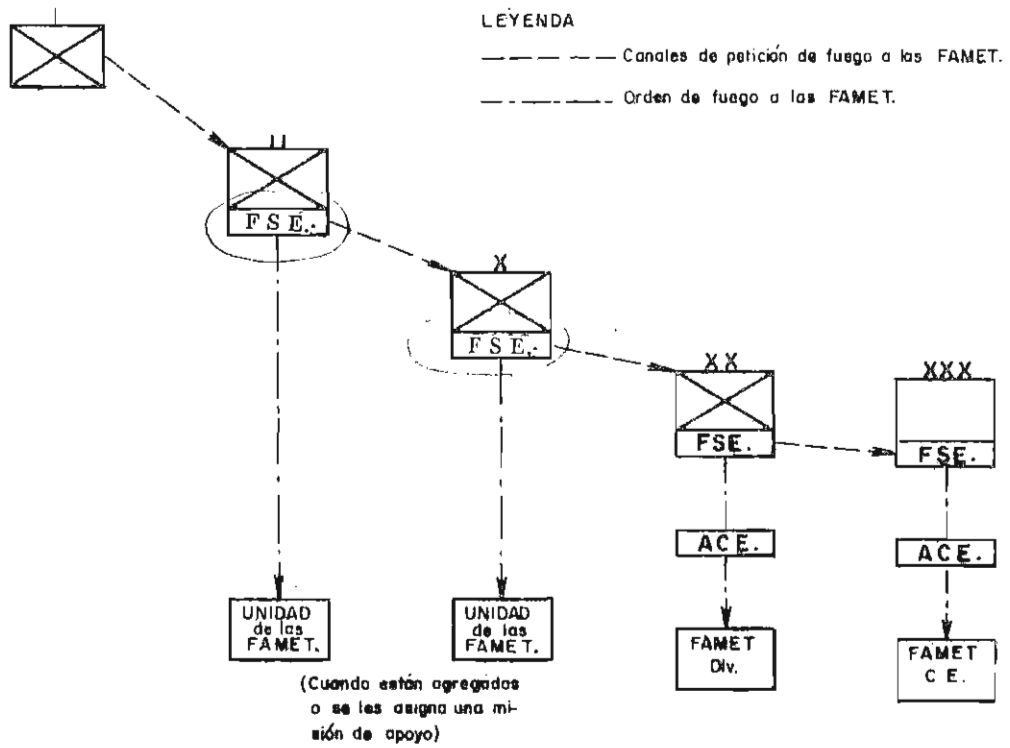 LEYENDA
Canales de petición de fuego a las FAMET.
Orden de fuego a las FAMET.
II
FSE.
X
FSE.
XX
FSE.
XXX
FSE.
ACE.
ACE.
UNIDAD
de las
FAMET.
UNIDAD
de las
FAMET.
FAMET
Div.
FAMET
C E.
(Cuando están agregados
o se les asigna una mi-
sión de apoyo)